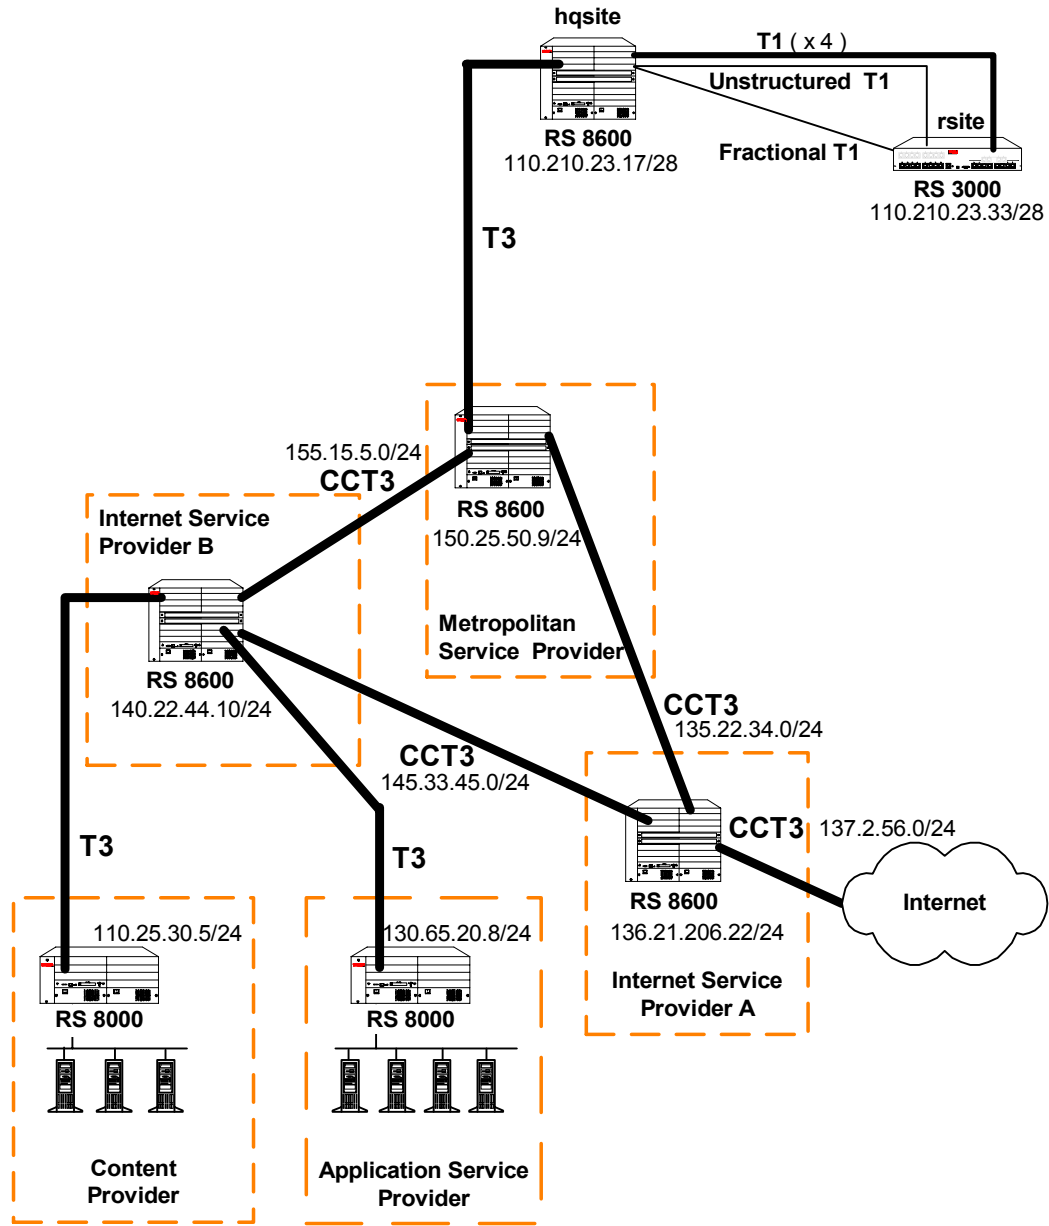 hqsite
T1 ( x 4 )
Unstructured T1
rsite
RS 8600
110.210.23.17/28
Fractional T1
RS 3000
110.210.23.33/28
T3
155.15.5.0/24
CCT3
RS 8600
150.25.50.9/24
Internet Service
Provider B
Metropolitan
Service Provider
RS 8600
140.22.44.10/24
CCT3
135.22.34.0/24
CCT3
145.33.45.0/24
CCT3
137.2.56.0/24
T3
T3
Internet
RS 8600
136.21.206.22/24
110.25.30.5/24
130.65.20.8/24
Internet Service
Provider A
RS 8000
RS 8000
Content
Provider
Application Service
Provider